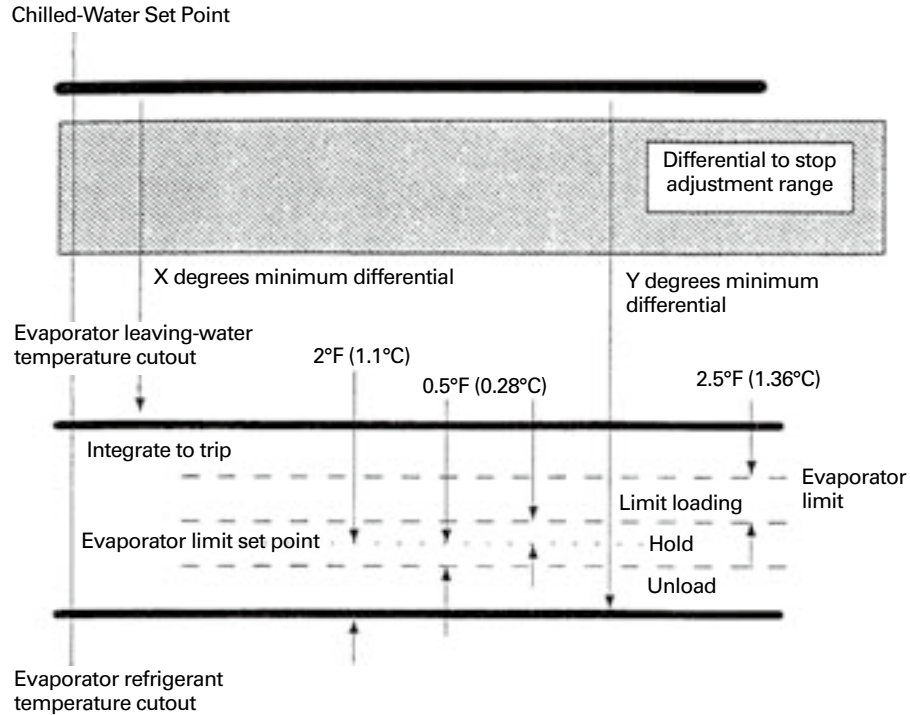 Chilled-Water Set Point
Differential to stop
adjustment range
X degrees minimum differential
Y degrees minimum
differential
Evaporator leaving-water
temperature cutout
2°F (1.1°C)
0.5°F (0.28°C)
2.5°F (1.36°C)
Integrate to trip
Evaporator
limit
Limit loading
Evaporator limit set point
Hold
Unload
Evaporator refrigerant
temperature cutout